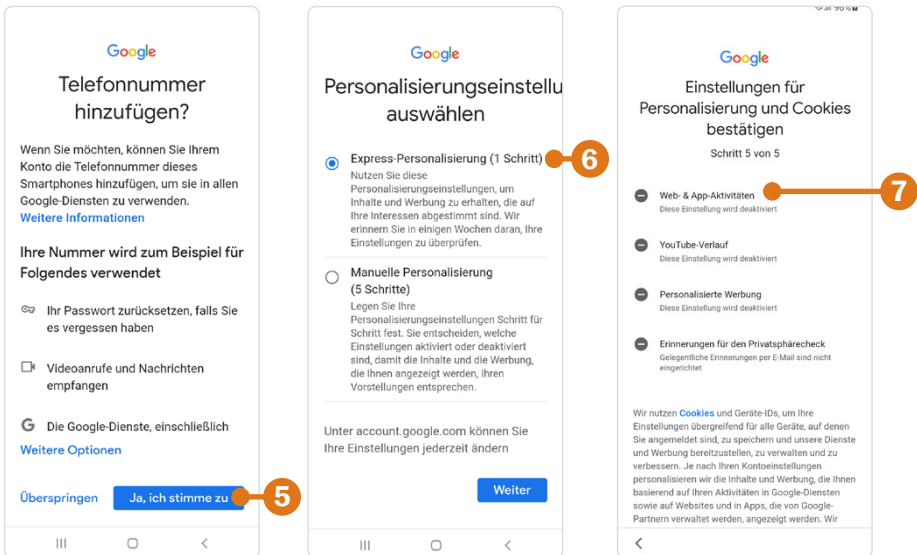 Google
Telefonnummer
hinzufügen?
Wenn Sie möchten, können Sie Ihrem
Konto die Telefonnummer dieses
Smartphones hinzufügen, um sie in allen
Google-Diensten zu verwenden.
Weitere Informationen
Ihre Nummer wird zum Beispiel für
Folgendes verwendet
Ihr Passwort zurücksetzen, falls Sie
es vergessen haben
Videoanrufe und Nachrichten
empfangen
G Die Google-Dienste, einschließlich
Weitere Optionen
Überspringen Ja, ich stimme zu 5
Google
Personalisierungseinstellu
auswählen
Express-Personalisierung (1 Schritt) 6
Nutzen Sie diese
Personalisierungseinstellungen, um
Inhalte und Werbung zu erhalten, die auf
Ihre Interessen abgestimmt sind. Wir
erinnern Sie in einigen Wochen daran, Ihre
Einstellungen zu überprüfen.
Manuelle Personalisierung
(5 Schritte)
Legen Sie Ihre
Personalisierungseinstellungen Schritt für
Schritt fest. Sie entscheiden, welche
Einstellungen aktiviert oder deaktiviert
sind, damit die Inhalte und die Werbung,
die Ihnen angezeigt werden, Ihren
Vorstellungen entsprechen.
Unter account.google.com können Sie
Ihre Einstellungen jederzeit ändern
Weiter
Google
Einstellungen für
Personalisierung und Cookies
bestätigen
Schritt 5 von 5
Web- & App-Aktivitäten 7
Diese Einstellung wird deaktiviert
YouTube-Verlauf
Diese Einstellung wird deaktiviert
Personalisierte Werbung
Diese Einstellung wird deaktiviert
Erinnerungen für den Privatsphärecheck
Gelegentliche Erinnerungen per E-Mail sind nicht
eingerichtet
Wir nutzen Cookies und Geräte-IDs, um Ihre
Einstellungen übergreifend für alle Geräte, auf denen
Sie angemeldet sind, zu speichern und unsere Dienste
und Werbung bereitzustellen, zu verwalten und zu
verbessern. Je nach Ihren Kontoeinstellungen
personalisieren wir die Inhalte und Werbung, die Ihnen
basierend auf Ihren Aktivitäten in Google-Diensten
sowie auf Websites und in Apps, die von Google-
Partnern verwaltet werden, angezeigt werden. Wir